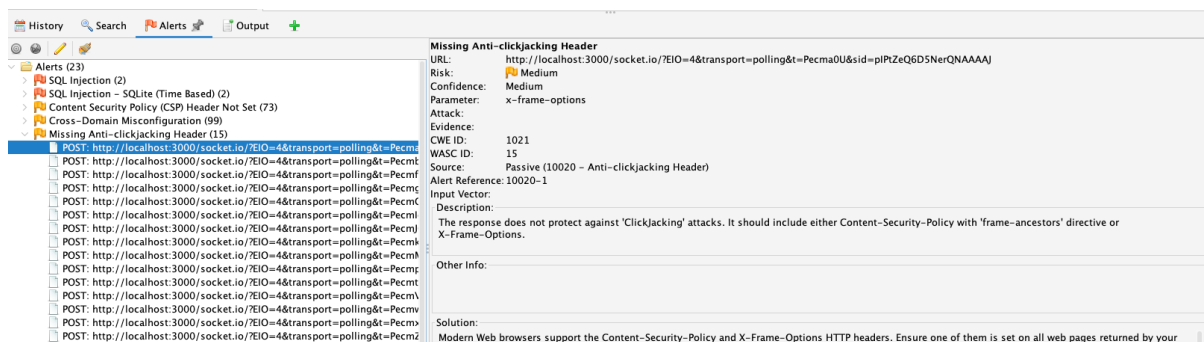 History Search Alerts Output
Alerts (23)
SQL Injection (2)
SQL Injection - SQLite (Time Based) (2)
Content Security Policy (CSP) Header Not Set (73)
Cross-Domain Misconfiguration (99)
Missing Anti-clickjacking Header (15)
POST: http://localhost:3000/socket.io/?EIO=4&transport=polling&t=Pecma
POST: http://localhost:3000/socket.io/?EIO=4&transport=polling&t=Pecmb
POST: http://localhost:3000/socket.io/?EIO=4&transport=polling&t=Pecmf
POST: http://localhost:3000/socket.io/?EIO=4&transport=polling&t=Pecmg
POST: http://localhost:3000/socket.io/?EIO=4&transport=polling&t=Pecm
POST: http://localhost:3000/socket.io/?EIO=4&transport=polling&t=Pecml
POST: http://localhost:3000/socket.io/?EIO=4&transport=polling&t=PecmJ
POST: http://localhost:3000/socket.io/?EIO=4&transport=polling&t=Pecmk
POST: http://localhost:3000/socket.io/?EIO=4&transport=polling&t=PecmM
POST: http://localhost:3000/socket.io/?EIO=4&transport=polling&t=Pecmp
POST: http://localhost:3000/socket.io/?EIO=4&transport=polling&t=Pecmt
POST: http://localhost:3000/socket.io/?EIO=4&transport=polling&t=PecmV
POST: http://localhost:3000/socket.io/?EIO=4&transport=polling&t=Pecmv
POST: http://localhost:3000/socket.io/?EIO=4&transport=polling&t=Pecmx
POST: http://localhost:3000/socket.io/?EIO=4&transport=polling&t=PecmZ
Missing Anti-clickjacking Header
URL: http://localhost:3000/socket.io/?EIO=4&transport=polling&t=Pecma0U&sid=pIPtZeQ6D5NerQNAAAAJ
Risk: Medium
Confidence: Medium
Parameter: x-frame-options
Attack:
Evidence:
CWE ID: 1021
WASC ID: 15
Source: Passive (10020 - Anti-clickjacking Header)
Alert Reference: 10020-1
Input Vector:
Description:
The response does not protect against 'ClickJacking' attacks. It should include either Content-Security-Policy with 'frame-ancestors' directive or
X-Frame-Options.
Other Info:
Solution:
Modern Web browsers support the Content-Security-Policy and X-Frame-Options HTTP headers. Ensure one of them is set on all web pages returned by your